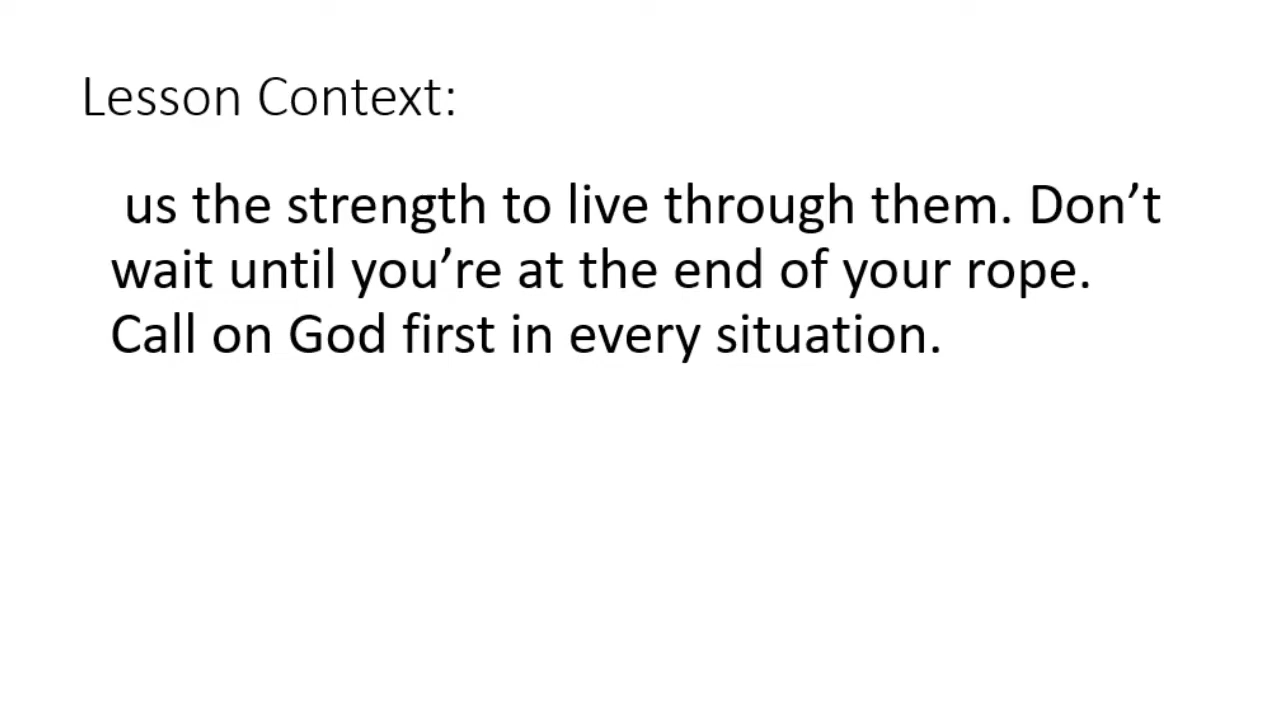 Lesson Context:
us the strength to live through them. Don’t
wait until you’re at the end of your rope.
Call on God first in every situation.